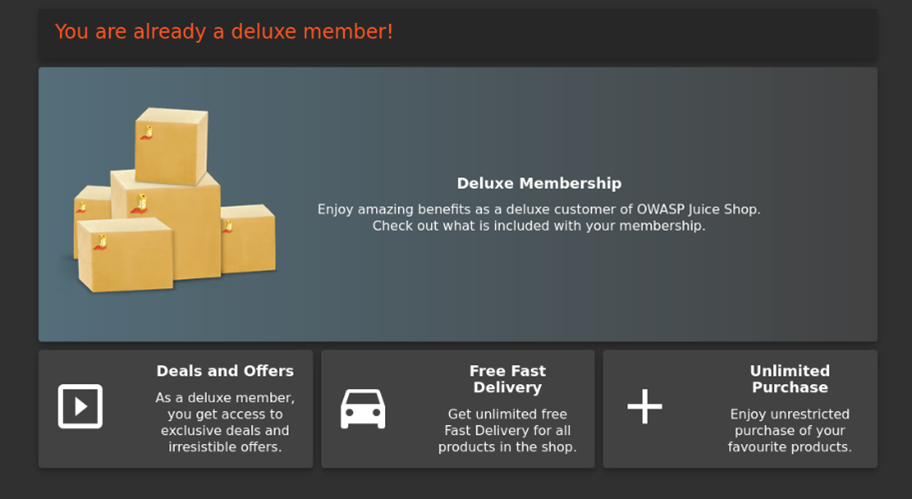 You are already a deluxe member!
Deluxe Membership
Enjoy amazing benefits as a deluxe customer of OWASP Juice Shop.
Check out what is included with your membership.
Deals and Offers
As a deluxe member,
you get access to
exclusive deals and
irresistible offers.
Free Fast
Delivery
Get unlimited free
Fast Delivery for all
products in the shop.
Unlimited
Purchase
Enjoy unrestricted
purchase of your
favourite products.